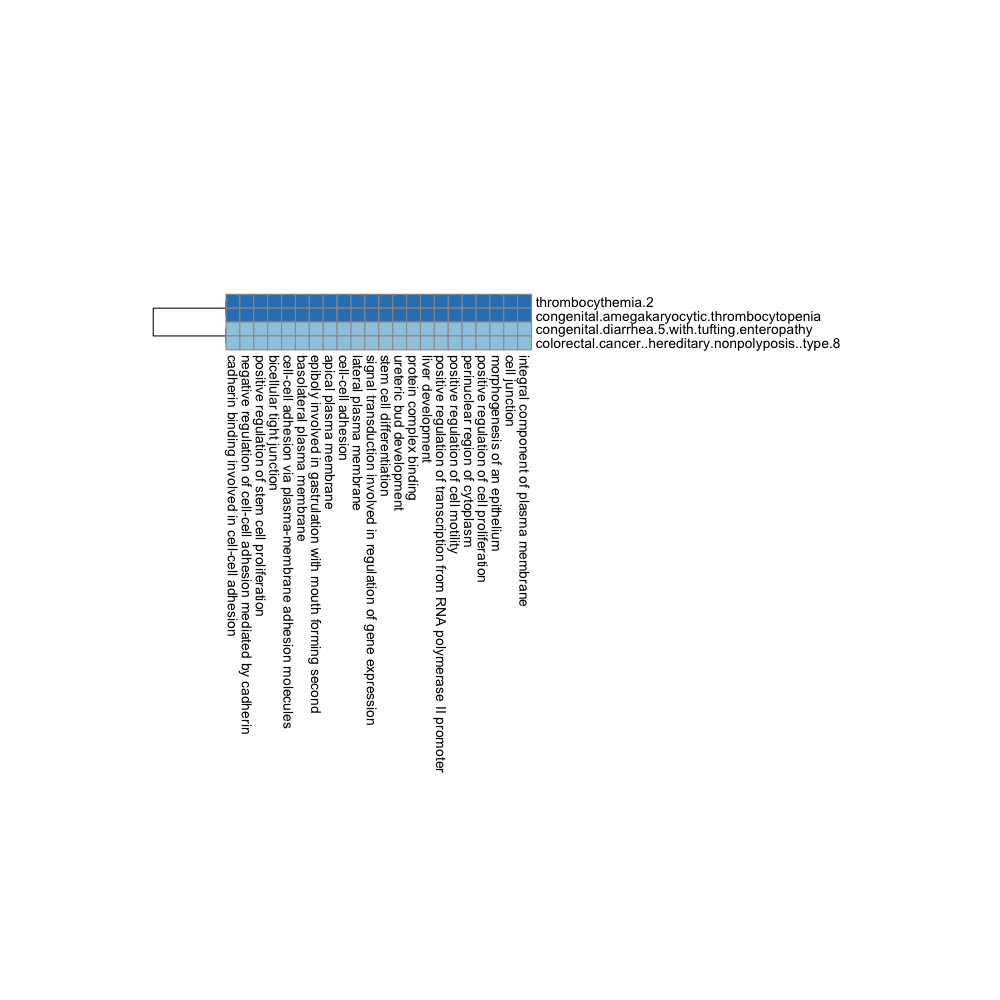 thrombocythemia.2
congenital.amegakaryocytic.thrombocytopenia
congenital.diarrhea.5.with.tufting.enteropathy
colorectal.cancer..hereditary.nonpolyposis..type.8
cadherin binding involved in cell-cell adhesion
negative regulation of cell-cell adhesion mediated by cadherin
positive regulation of stem cell proliferation
bicellular tight junction
cell-cell adhesion via plasma-membrane adhesion molecules
basolateral plasma membrane
epiboly involved in gastrulation with mouth forming second
apical plasma membrane
cell-cell adhesion
lateral plasma membrane
signal transduction involved in regulation of gene expression
stem cell differentiation
ureteric bud development
protein complex binding
liver development
positive regulation of transcription from RNA polymerase II promoter
positive regulation of cell motility
perinuclear region of cytoplasm
positive regulation of cell proliferation
morphogenesis of an epithelium
cell junction
integral component of plasma membrane